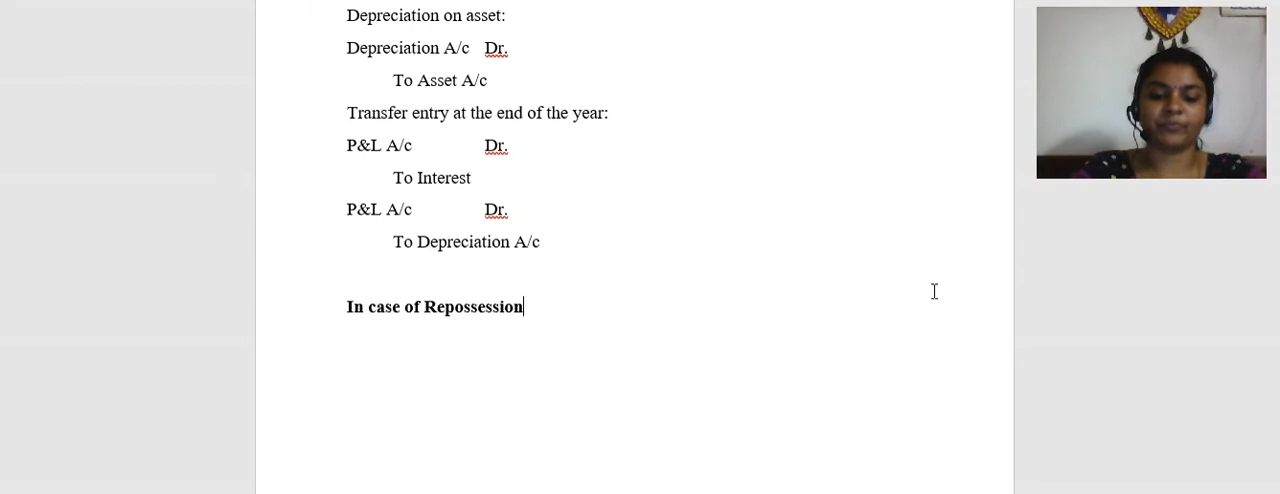 Depreciation on asset:
Depreciation A/c Dr.
To Asset A/c
Transfer entry at the end of the year:
P&L A/c Dr.
To Interest
P&L A/c Dr.
To Depreciation A/c
In case of Repossession